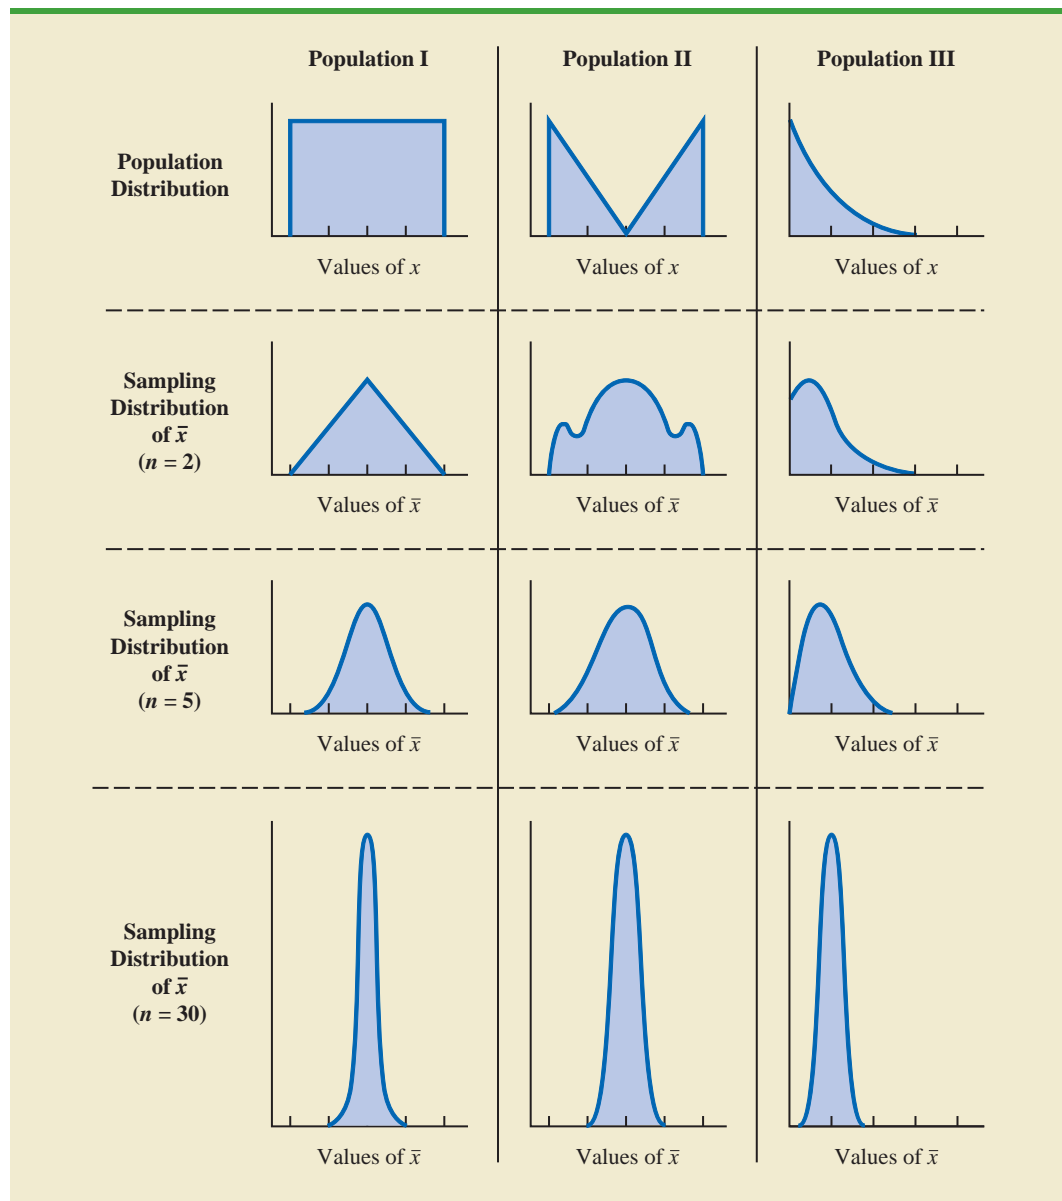 Population I
Population II
Population III
Population
Distribution
Values of x
Values of x
Values of x
Sampling
Distribution
of x̄
(n = 2)
Values of x̄
Values of x̄
Values of x̄
Sampling
Distribution
of x̄
(n = 5)
Values of x̄
Values of x̄
Values of x̄
Sampling
Distribution
of x̄
(n = 30)
Values of x̄
Values of x̄
Values of x̄